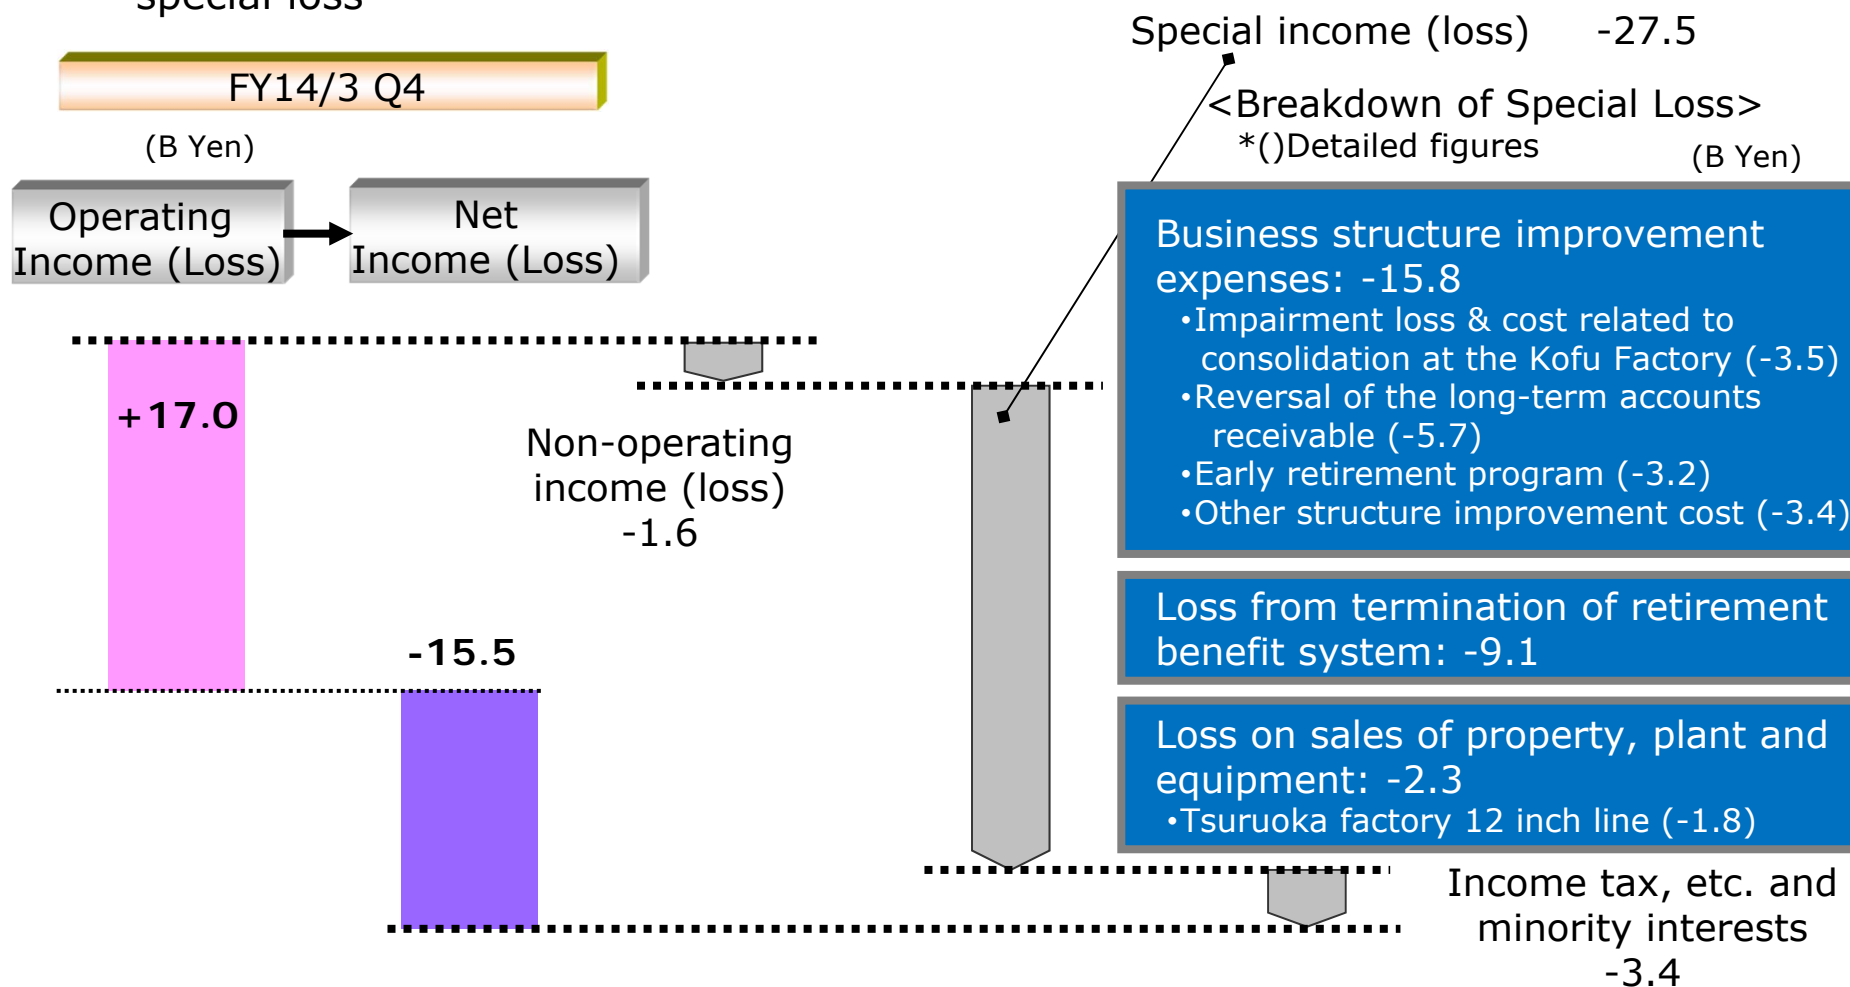 special loss
FY14/3 Q4
(B Yen)
Operating
Income (Loss)
Net
Income (Loss)
+17.0
-15.5
Non-operating
income (loss)
-1.6
Special income (loss) -27.5
<Breakdown of Special Loss>
*()Detailed figures
(B Yen)
Business structure improvement
expenses: -15.8
•Impairment loss & cost related to
consolidation at the Kofu Factory (-3.5)
•Reversal of the long-term accounts
receivable (-5.7)
•Early retirement program (-3.2)
•Other structure improvement cost (-3.4)
Loss from termination of retirement
benefit system: -9.1
Loss on sales of property, plant and
equipment: -2.3
•Tsuruoka factory 12 inch line (-1.8)
Income tax, etc. and
minority interests
-3.4